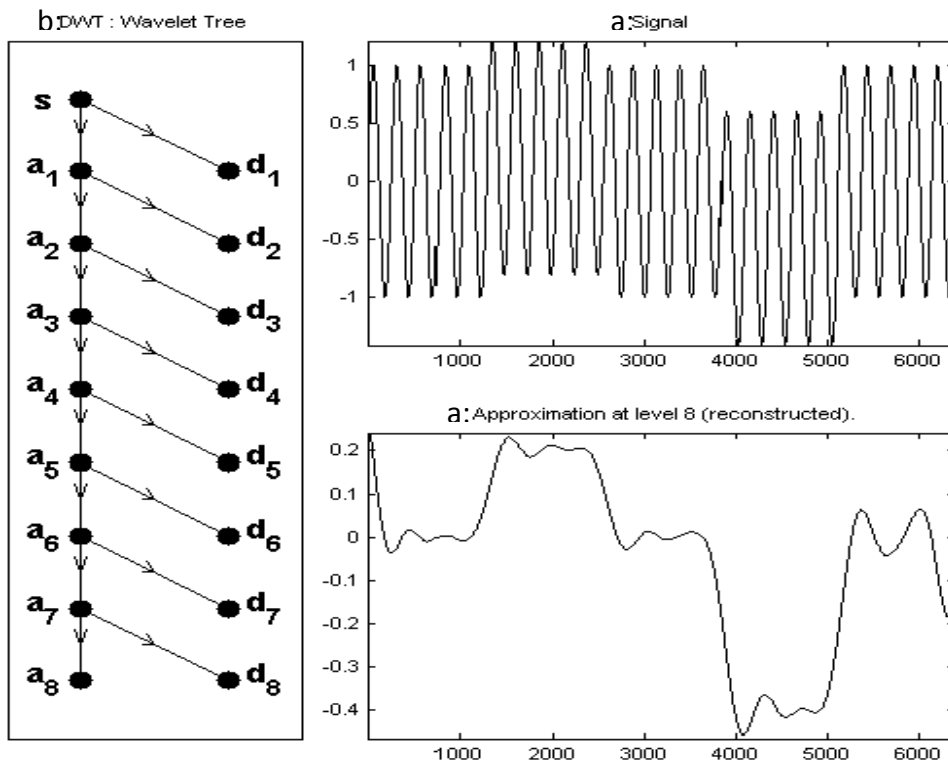 b:DWT : Wavelet Tree
s
a1 d1
a2 d2
a3 d3
a4 d4
a5 d5
a6 d6
a7 d7
a8 d8
a:Signal
1
0.5
0
-0.5
-1
1000 2000 3000 4000 5000 6000
a:Approximation at level 8 (reconstructed).
0.2
0.1
0
-0.1
-0.2
-0.3
-0.4
1000 2000 3000 4000 5000 6000